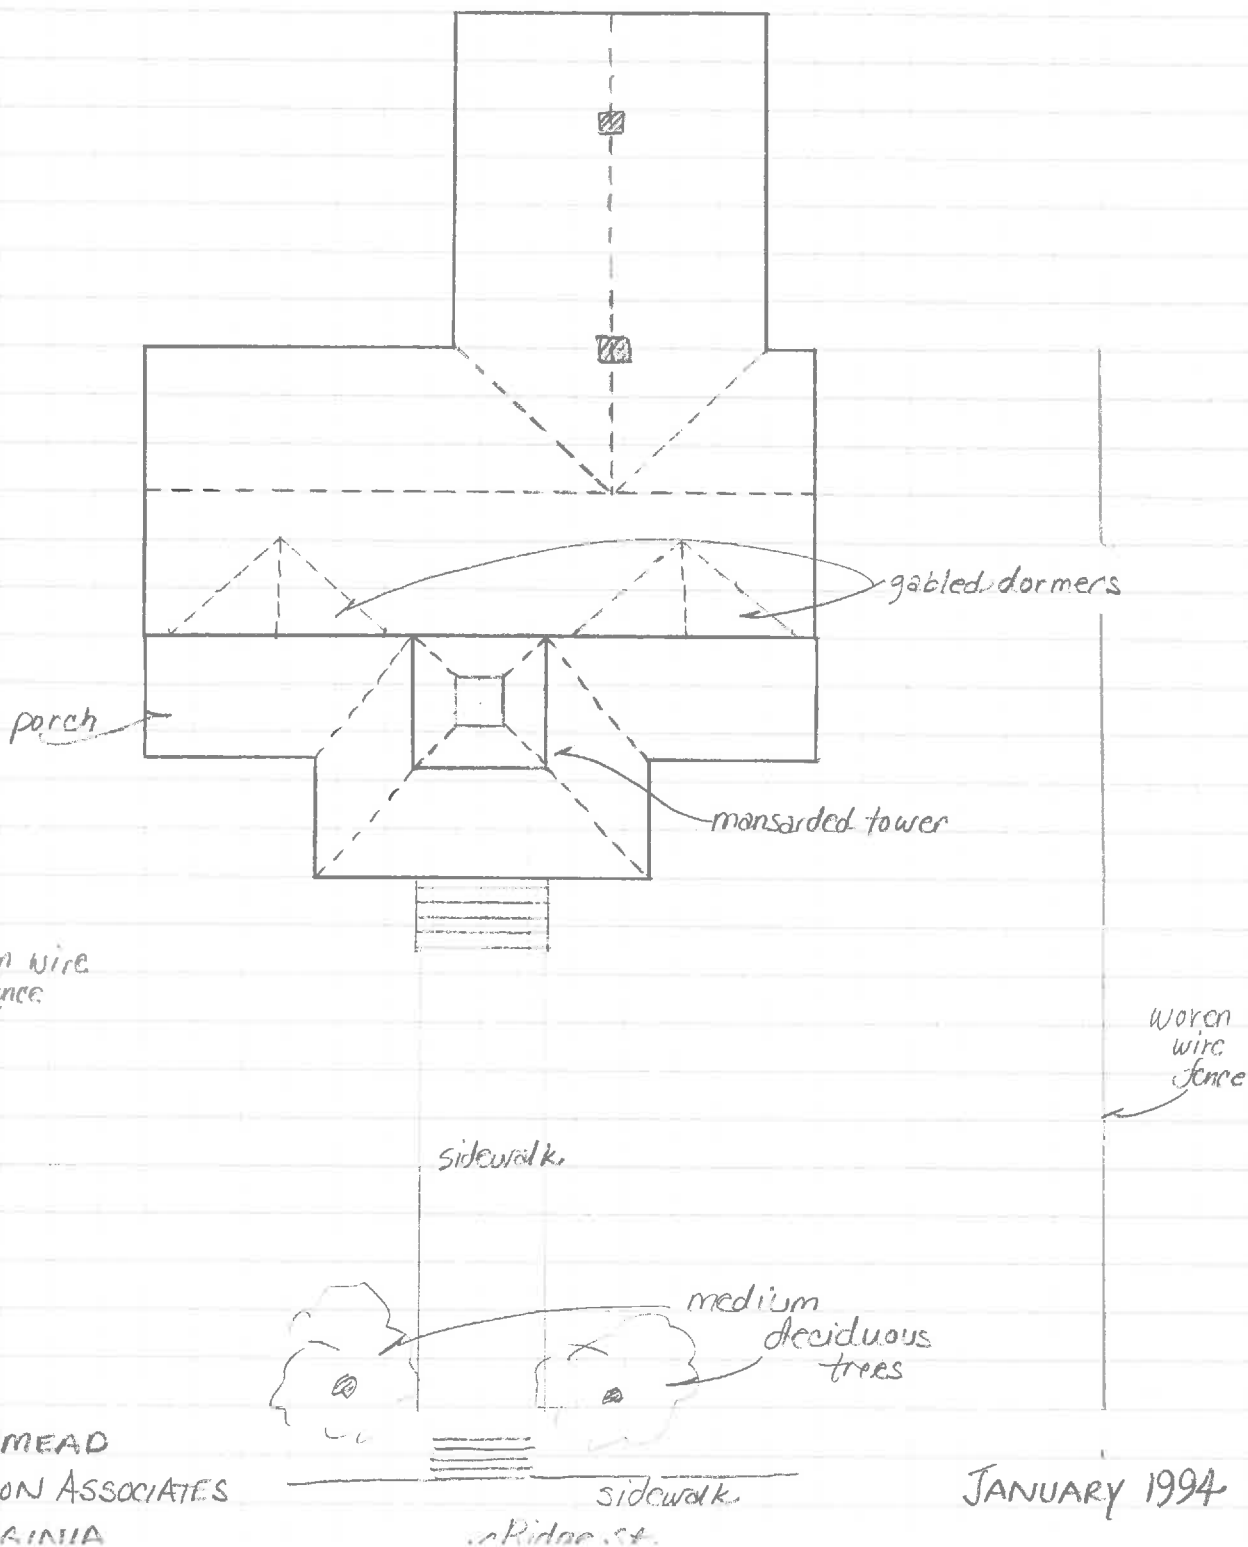 gabled dormers
porch
mansarded tower
wire
woven
wire
fence
sidewalk
medium
deciduous
trees
MEAD
ASSOCIATES
JANUARY 1994
sidewalk
Ridge St.